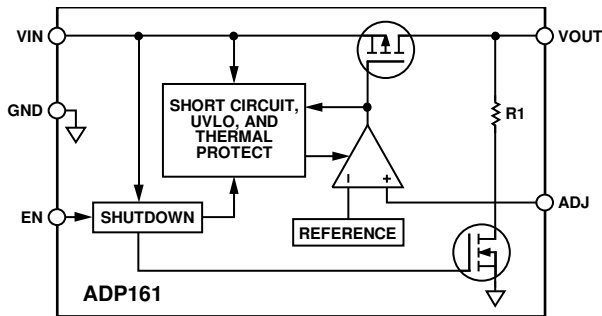 VIN
VOUT
GND
SHORT CIRCUIT,
UVLO, AND
THERMAL
PROTECT
R1
–
+
ADJ
EN
SHUTDOWN
REFERENCE
ADP161